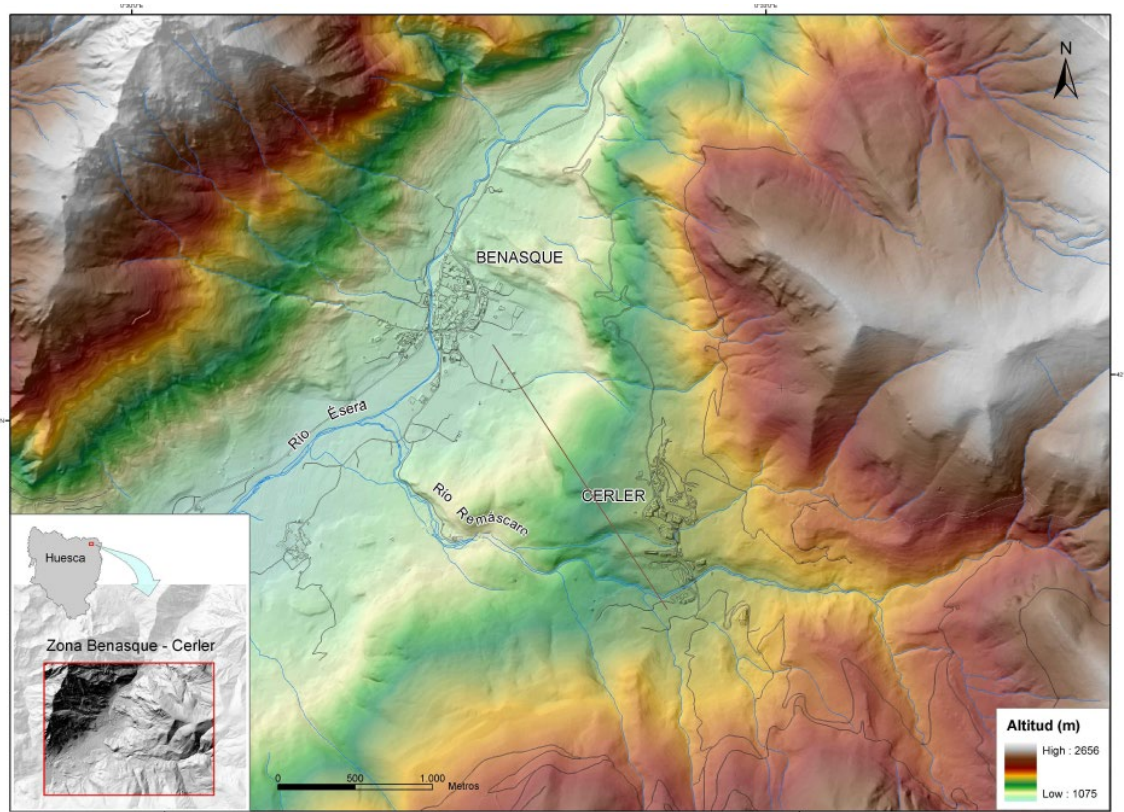 N
BENASQUE
Río Ésera
CERLER
Río Remáscaro
Huesca
Zona Benasque - Cerler
0 500 1.000
Metros
Altitud (m)
High : 2656
Low : 1075
N
42